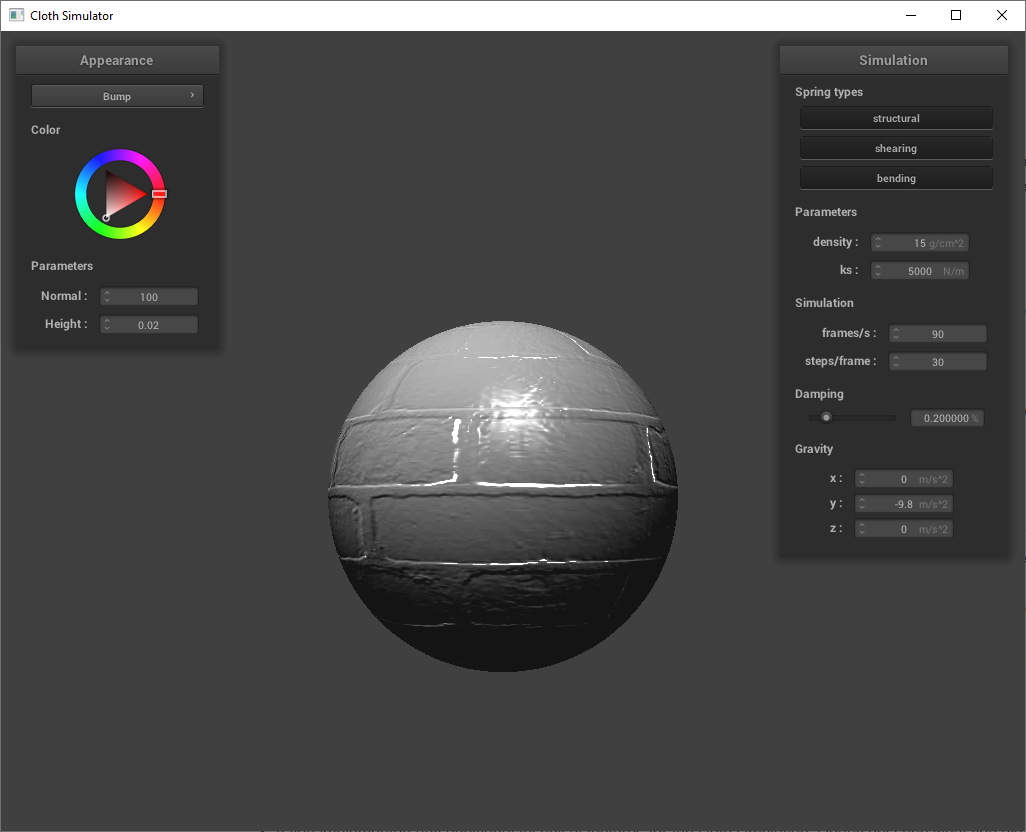 Cloth Simulator
Appearance
Bump
Color
Parameters
Normal : 100
Height : 0.02
Simulation
Spring types
structural
shearing
bending
Parameters
density : 15 g/cm^2
ks : 5000 N/m
Simulation
frames/s : 90
steps/frame : 30
Damping
0.200000 %
Gravity
x : 0 m/s^2
y : -9.8 m/s^2
z : 0 m/s^2